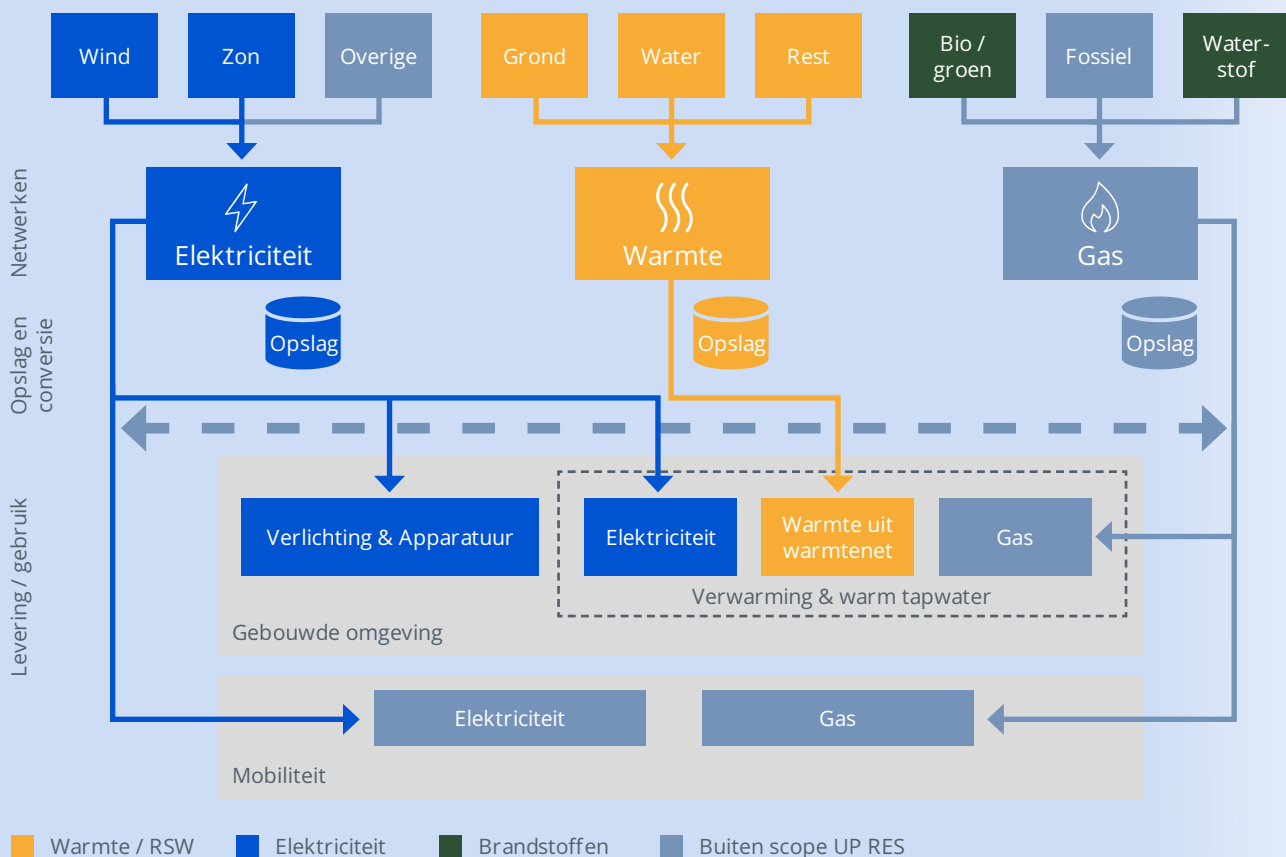 Wind
Zon
Overige
Grond
Water
Rest
Bio /
groen
Fossiel
Water-
stof
Netwerken
Elektriciteit
Warmte
Gas
Opslag en
conversie
Opslag
Opslag
Opslag
Levering / gebruik
Verlichting & Apparatuur
Elektriciteit
Warmte uit
warmtenet
Gas
Verwarming & warm tapwater
Gebouwde omgeving
Elektriciteit
Gas
Mobiliteit
Warmte / RSW
Elektriciteit
Brandstoffen
Buiten scope UP RES